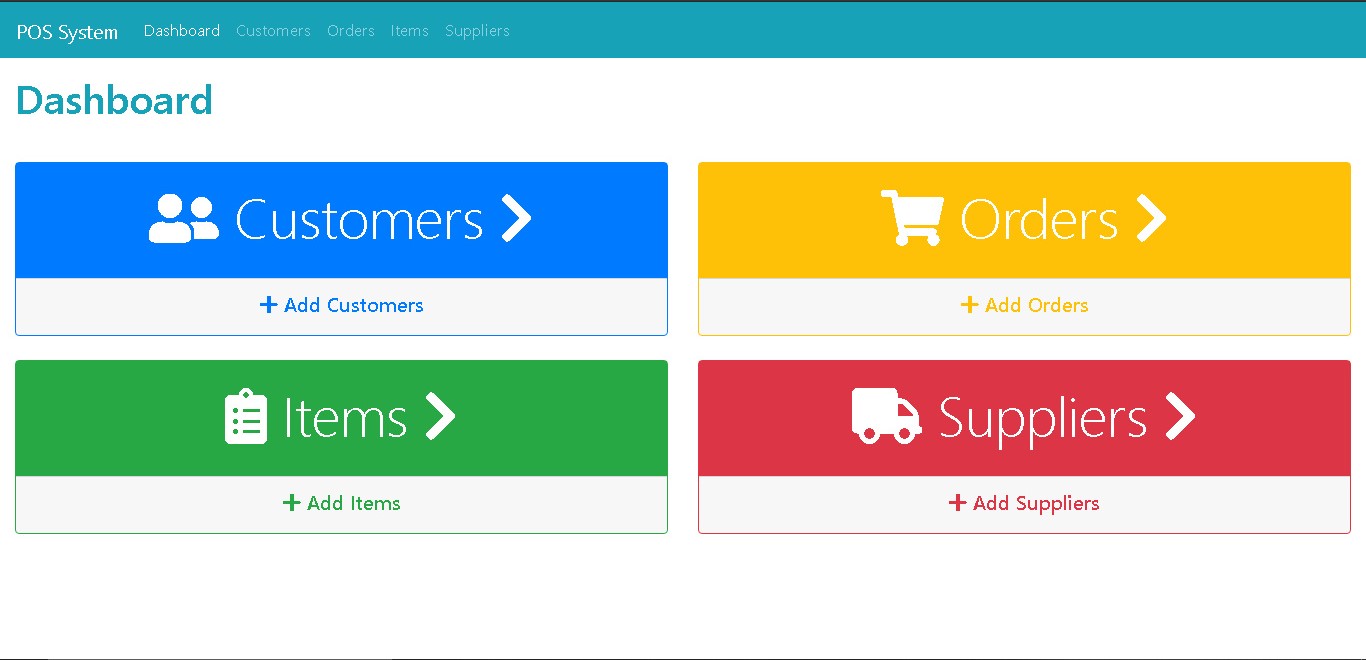 POS System Dashboard Customers Orders Items Suppliers
Dashboard
Customers
Orders
Add Customers
Add Orders
Items
Suppliers
Add Items
Add Suppliers